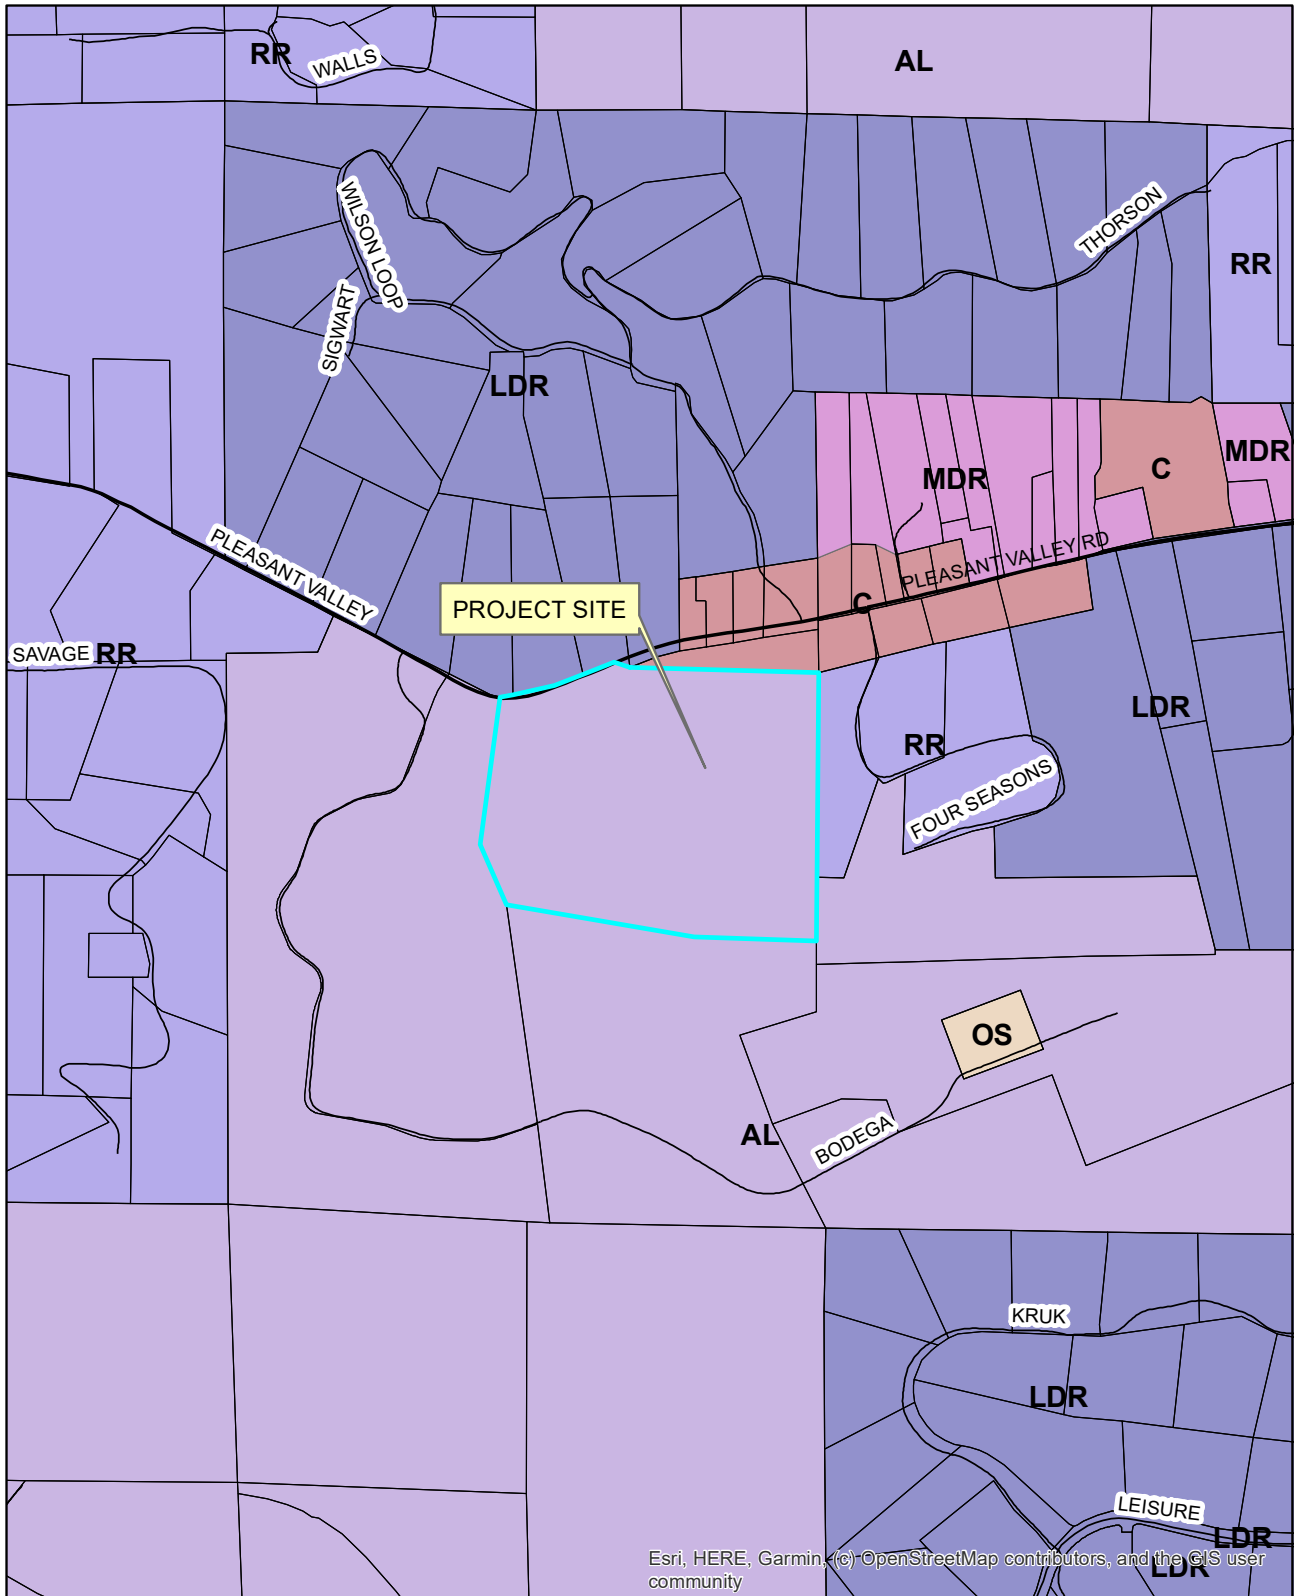 RR
WALLS
AL
WILSON LOOP
THORSON
RR
SIGWART
LDR
MDR
C
MDR
PLEASANT VALLEY
PLEASANT VALLEY RD
PROJECT SITE
C
SAVAGE
RR
LDR
RR
FOUR SEASONS
OS
AL
BODEGA
KRUK
LDR
LEISURE
LDR
LDR
Esri, HERE, Garmin, (c) OpenStreetMap contributors, and the GIS user
community